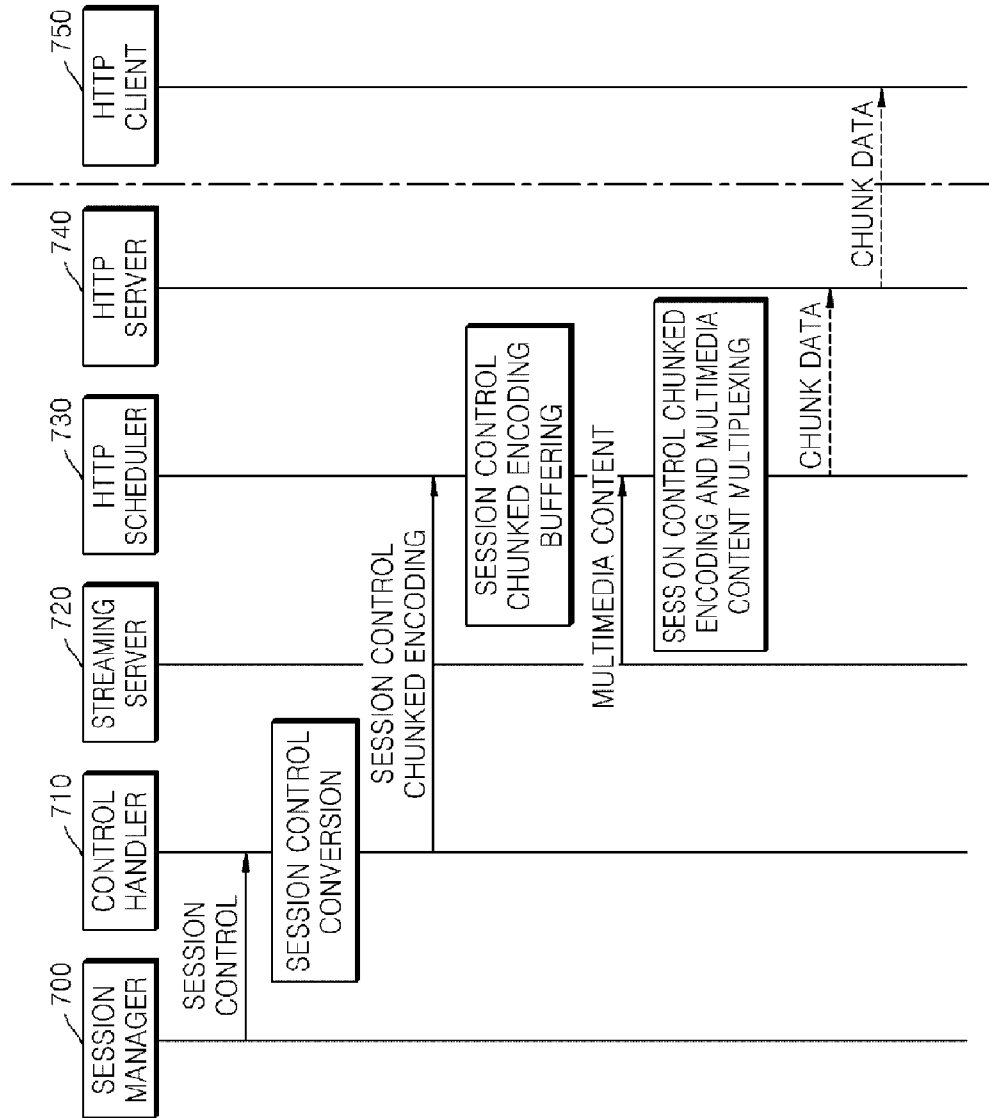 700
SESSION
MANAGER
710
CONTROL
HANDLER
720
STREAMING
SERVER
730
HTTP
SCHEDULER
740
HTTP
SERVER
750
HTTP
CLIENT
SESSION
CONTROL
SESSION CONTROL
CONVERSION
SESSION CONTROL
CHUNKED ENCODING
SESSION CONTROL
CHUNKED ENCODING
BUFFERING
MULTIMEDIA CONTENT
SESS ON CONTROL CHUNKED
ENCODING AND MULTIMEDIA
CONTENT MULTIPLEXING
CHUNK DATA
CHUNK DATA